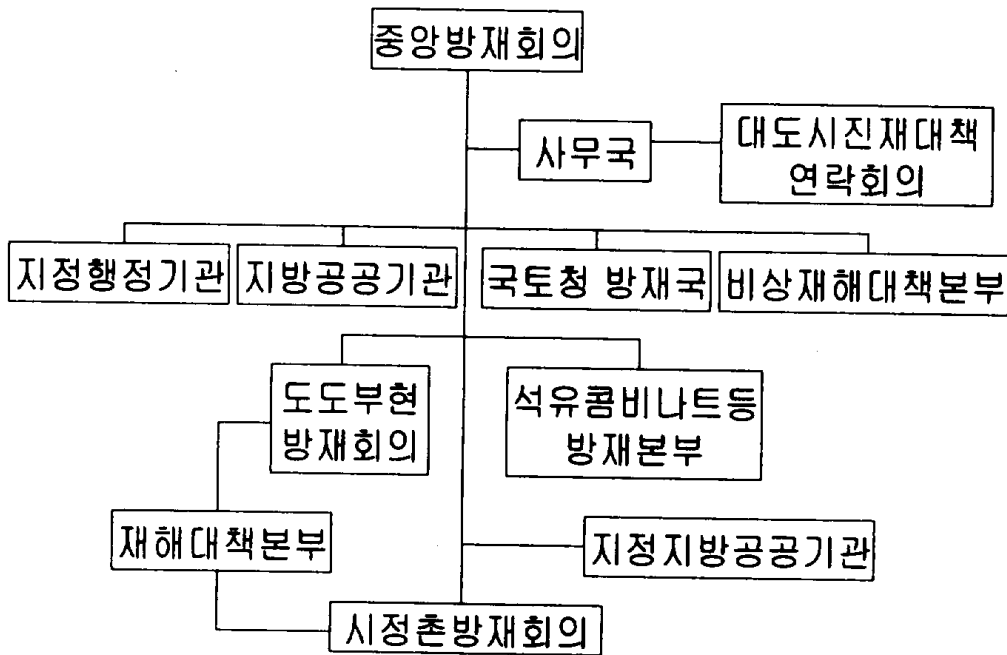 중앙방재회의
사무국
대도시진재대책
연락회의
지정행정기관
지방공공기관
국토청 방재국
비상재해대책본부
도도부현
방재회의
석유콤비나트등
방재본부
재해대책본부
지정지방공공기관
시정촌방재회의